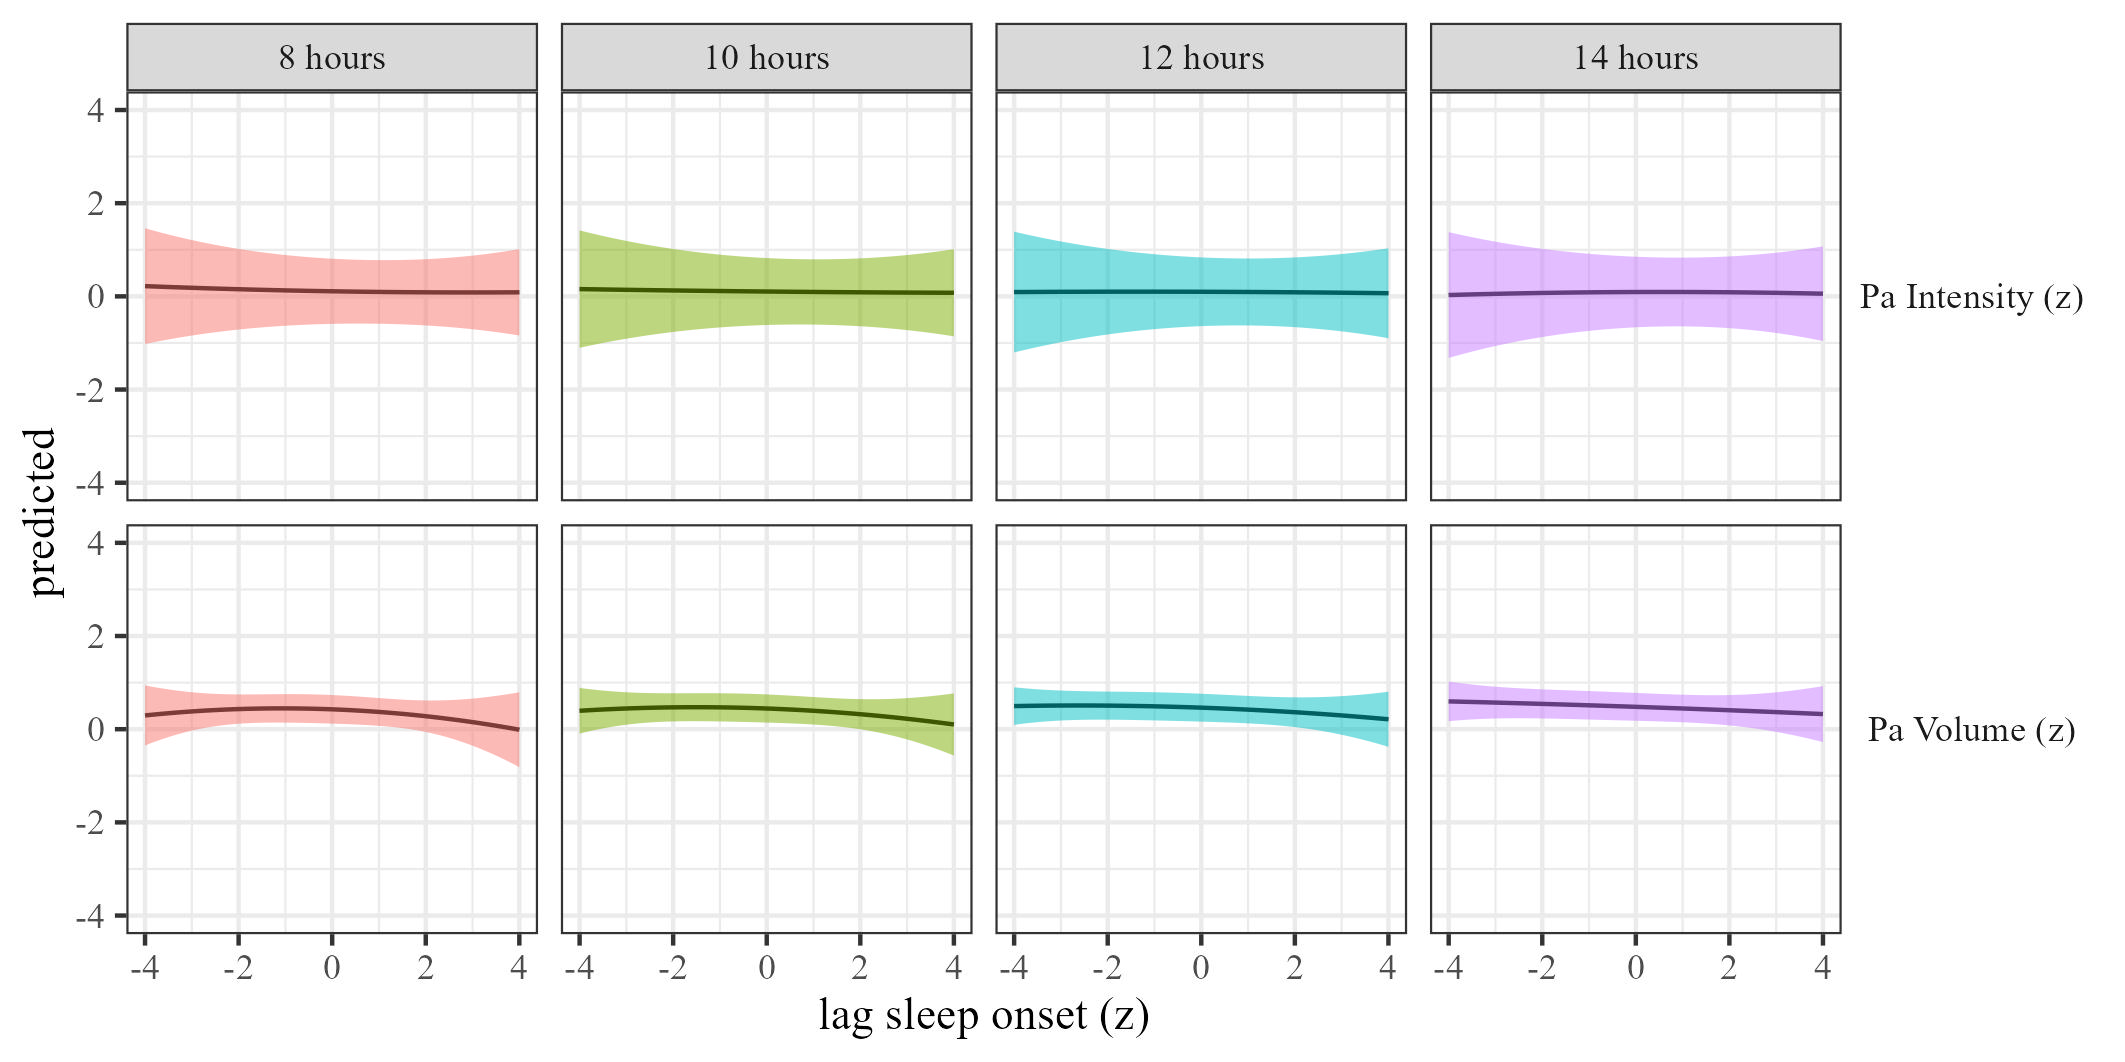 8 hours 10 hours 12 hours 14 hours
4
2
0
-2
-4
Pa Intensity (z)
predicted
4
2
0
-2
-4
Pa Volume (z)
-4 -2 0 2 4 -4 -2 0 2 4 -4 -2 0 2 4 -4 -2 0 2 4
lag sleep onset (z)